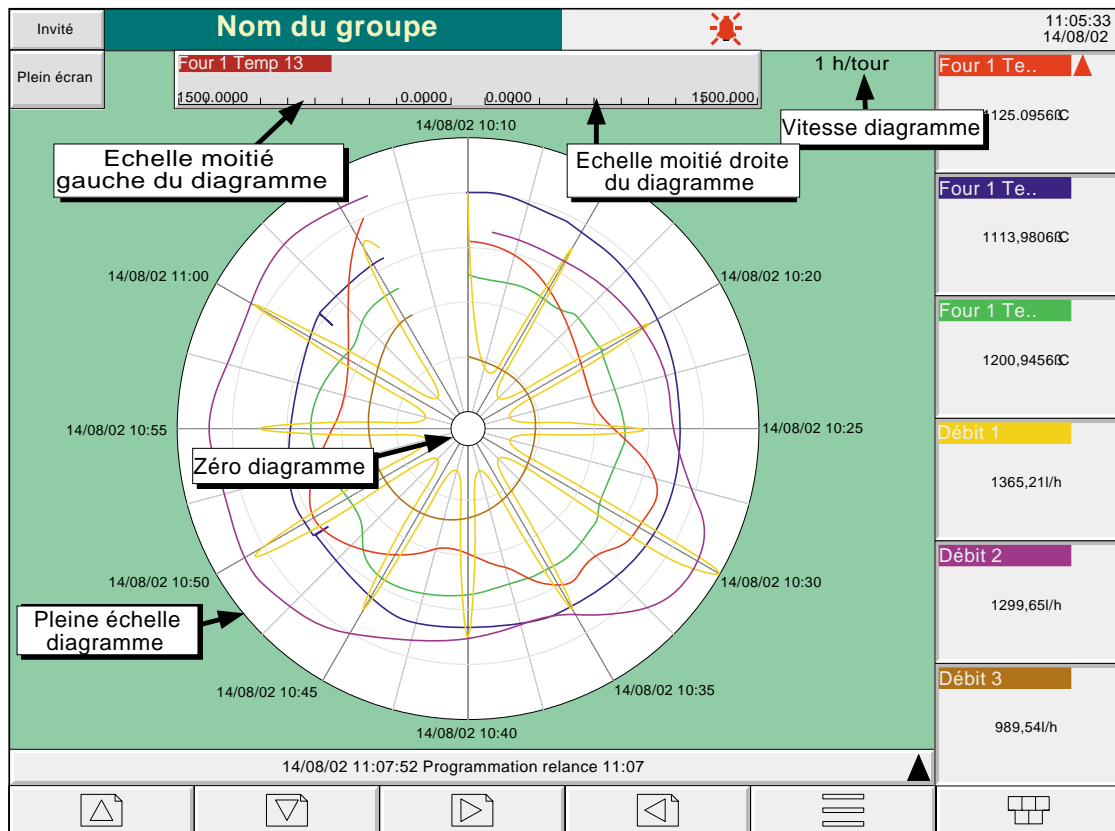 Invité
Nom du groupe
11:05:33
14/08/02
Plein écran
Four 1 Temp 13
1500.0000
0.0000
0.0000
1500.000
1 h/tour
Vitesse diagramme
Echelle moitié
gauche du diagramme
Echelle moitié droite
du diagramme
14/08/02 10:10
14/08/02 10:20
14/08/02 10:25
14/08/02 10:30
14/08/02 10:35
14/08/02 10:40
14/08/02 10:45
14/08/02 10:50
14/08/02 10:55
14/08/02 11:00
Zéro diagramme
Pleine échelle
diagramme
Four 1 Te..
1125.0956ßC
Four 1 Te..
1113,9806ßC
Four 1 Te..
1200,9456ßC
Débit 1
1365,21l/h
Débit 2
1299,65l/h
Débit 3
989,54l/h
14/08/02 11:07:52 Programmation relance 11:07